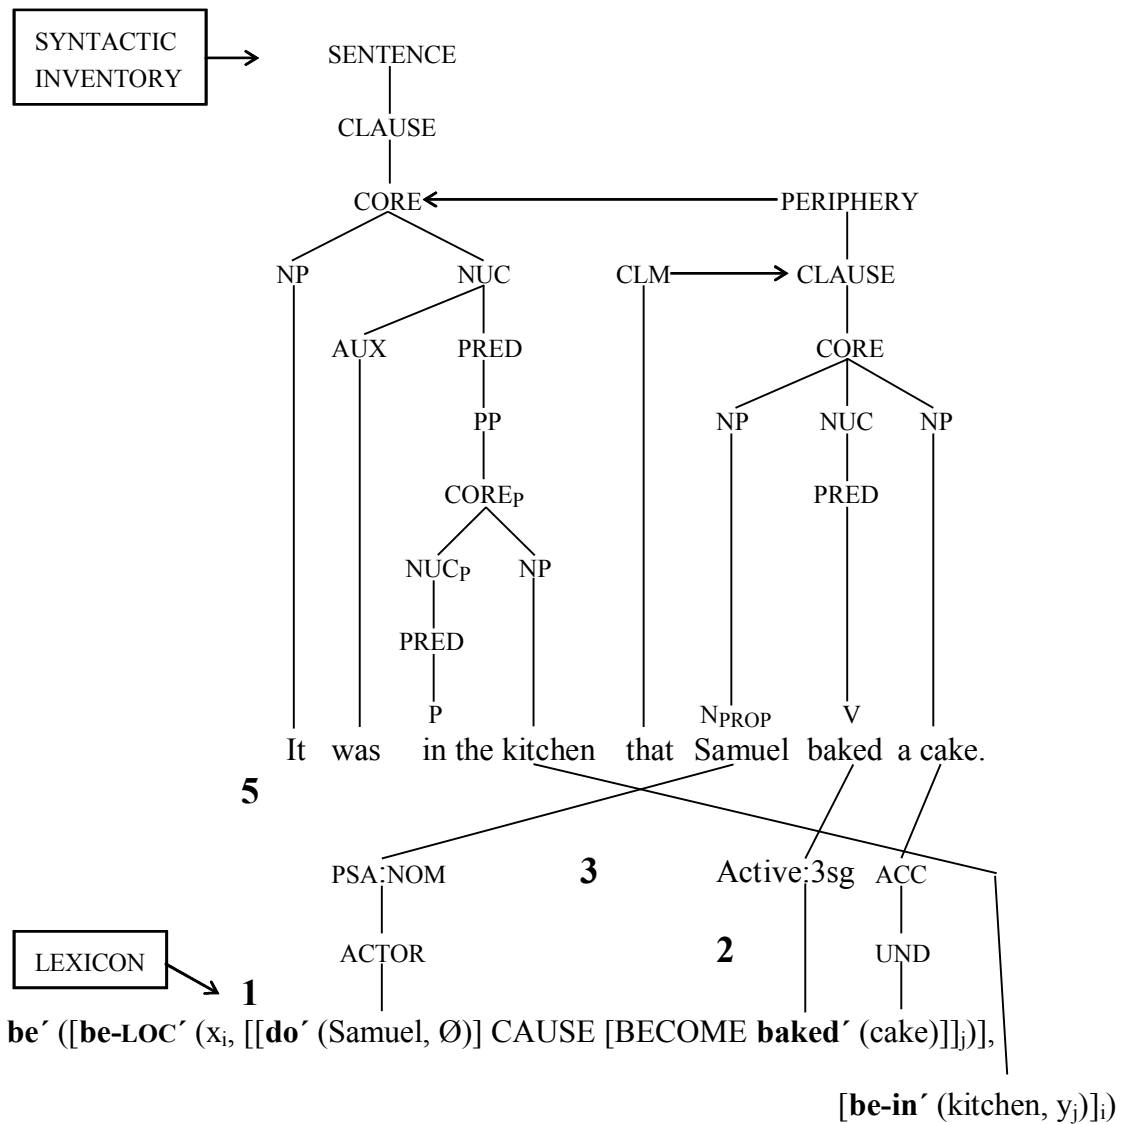 SYNTACTIC
INVENTORY
SENTENCE
CLAUSE
CORE PERIPHERY
NP NUC CLM CLAUSE
AUX PRED CORE
PP NP NUC NP
COREP PRED
NUCP NP
PRED
P NPROP V
It was in the kitchen that Samuel baked a cake.
5
PSA:NOM 3 Active:3sg ACC
LEXICON ACTOR 2 UND
1
be´ ([be-LOC´ (xi, [[do´ (Samuel, Ø)] CAUSE [BECOME baked´ (cake)]]j)],
[be-in´ (kitchen, yj)]i)